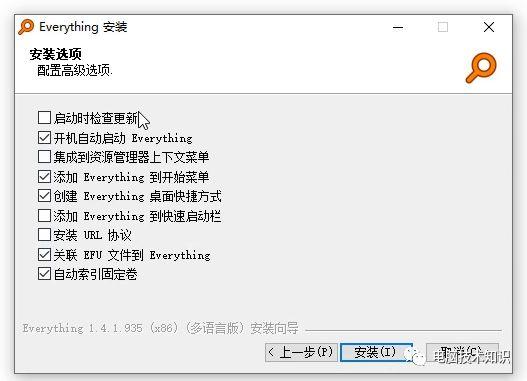 Everything 安装
安装选项
配置高级选项.
启动时检查更新
开机自动启动 Everything
集成到资源管理器上下文菜单
添加 Everything 到开始菜单
创建 Everything 桌面快捷方式
添加 Everything 到快速启动栏
安装 URL 协议
关联 EFU 文件到 Everything
自动索引固定卷
Everything 1.4.1.935 (x86) (多语言版) 安装向导
< 上一步(P) 安装(I) 取消(C)
电脑技术知识